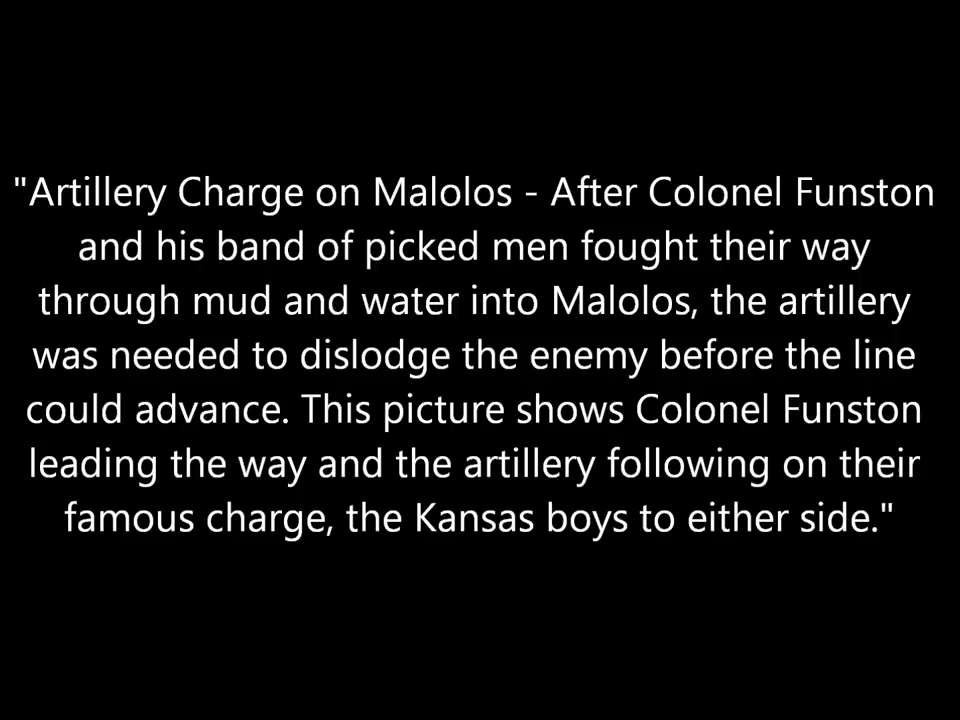 "Artillery Charge on Malolos - After Colonel Funston
and his band of picked men fought their way
through mud and water into Malolos, the artillery
was needed to dislodge the enemy before the line
could advance. This picture shows Colonel Funston
leading the way and the artillery following on their
famous charge, the Kansas boys to either side."